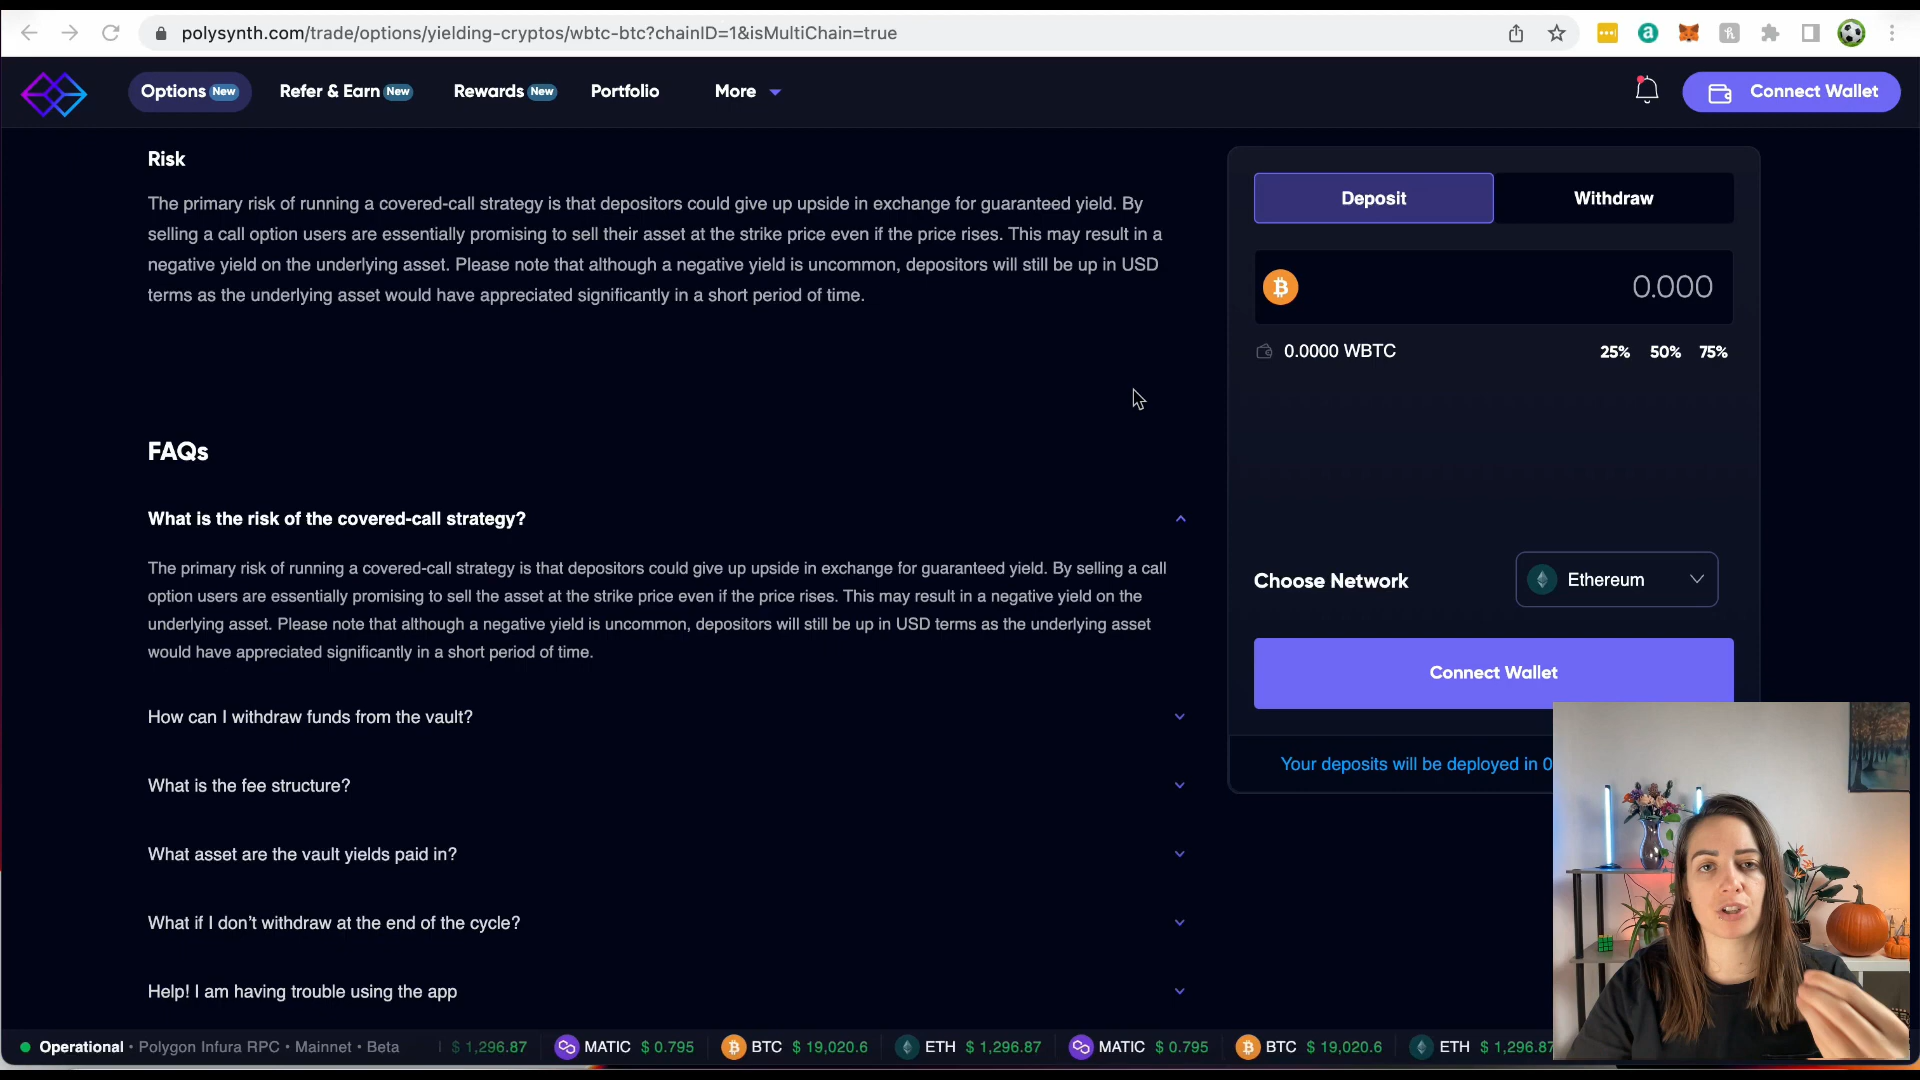 polysynth.com/trade/options/yielding-cryptos/wbtc-btc?chainID=1&isMultiChain=true
Options New
Refer & Earn New
Rewards New
Portfolio
More
Connect Wallet
Risk
The primary risk of running a covered-call strategy is that depositors could give up upside in exchange for guaranteed yield. By
selling a call option users are essentially promising to sell their asset at the strike price even if the price rises. This may result in a
negative yield on the underlying asset. Please note that although a negative yield is uncommon, depositors will still be up in USD
terms as the underlying asset would have appreciated significantly in a short period of time.
Deposit
Withdraw
0.000
0.0000 WBTC
25% 50% 75%
FAQs
What is the risk of the covered-call strategy?
The primary risk of running a covered-call strategy is that depositors could give up upside in exchange for guaranteed yield. By selling a call
option users are essentially promising to sell the asset at the strike price even if the price rises. This may result in a negative yield on the
underlying asset. Please note that although a negative yield is uncommon, depositors will still be up in USD terms as the underlying asset
would have appreciated significantly in a short period of time.
Choose Network
Ethereum
Connect Wallet
Your deposits will be deployed in 0
How can I withdraw funds from the vault?
What is the fee structure?
What asset are the vault yields paid in?
What if I don’t withdraw at the end of the cycle?
Help! I am having trouble using the app
Operational • Polygon Infura RPC • Mainnet • Beta
$ 1,296.87 MATIC $ 0.795 BTC $ 19,020.6 ETH $ 1,296.87 MATIC $ 0.795 BTC $ 19,020.6 ETH $ 1,296.87